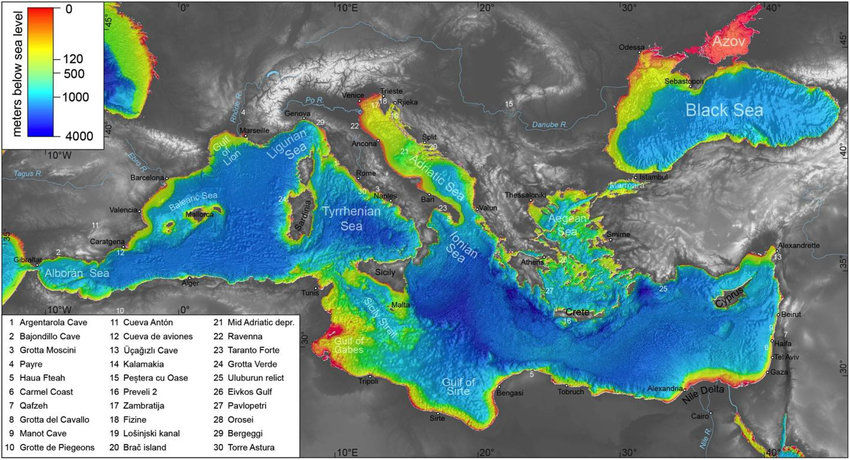 meters below sea level
0
120
500
1000
4000
10°E
20°E
30°E
45°N
40°N
35°N
10°W
0°
Odessa
Azov
Sebastopoli
Black Sea
Istanbul
Marmara
Rhône R.
Po R.
Danube R.
Ebro R.
Tagus R.
Venice
Trieste
Rijeka
Genova
Marseille
Gulf Lion
Ligurian Sea
Ancona
Split
Adriatic Sea
Rome
Naples
Bari
Barcelona
Valencia
Balearic Sea
Mallorca
Cartagena
Gibraltar
Alborán Sea
Alger
Sardinia
Tyrrhenian Sea
Valun
Ionian Sea
Thessaloniki
Aegean Sea
Smirne
Athens
Crete
Alexandrette
Cyprus
Beirut
Haifa
Tel Aviv
Gaza
Sicily
Malta
Tunis
Sicily Strait
Gulf of Gabes
Tripoli
Gulf of Sirte
Sirte
Bengasi
Tobruch
Alexandria
Nile Delta
Cairo
Nile R.
30°N
10°E
20°E
30°E
1 Argentarola Cave
2 Bajondillo Cave
3 Grotta Moscini
4 Payre
5 Haua Fteah
6 Carmel Coast
7 Qafzeh
8 Grotta del Cavallo
9 Manot Cave
10 Grotte de Piegeons
11 Cueva Antón
12 Cueva de aviones
13 Üçağızlı Cave
14 Kalamakia
15 Peștera cu Oase
16 Preveli 2
17 Zambratija
18 Fizine
19 Lošinjski kanal
20 Brač island
21 Mid Adriatic depr.
22 Ravenna
23 Taranto Forte
24 Grotta Verde
25 Uluburun relict
26 Eivkos Gulf
27 Pavlopetri
28 Orosei
29 Bergeggi
30 Torre Astura